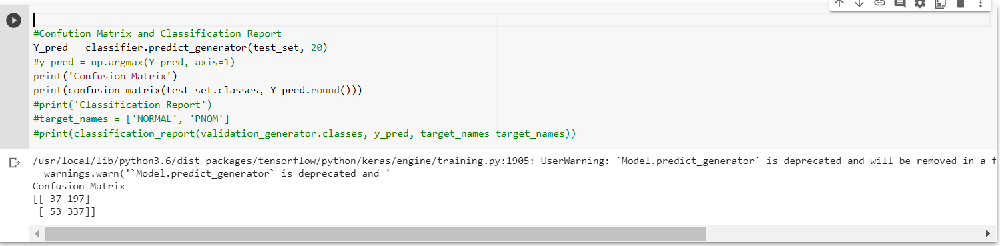 #Confution Matrix and Classification Report
Y_pred = classifier.predict_generator(test_set, 20)
#y_pred = np.argmax(Y_pred, axis=1)
print('Confusion Matrix')
print(confusion_matrix(test_set.classes, Y_pred.round()))
#print('Classification Report')
#target_names = ['NORMAL', 'PNOM']
#print(classification_report(validation_generator.classes, y_pred, target_names=target_names))
/usr/local/lib/python3.6/dist-packages/tensorflow/python/keras/engine/training.py:1905: UserWarning: `Model.predict_generator` is deprecated and will be removed in a f
  warnings.warn('`Model.predict_generator` is deprecated and '
Confusion Matrix
[[ 37 197]
 [ 53 337]]